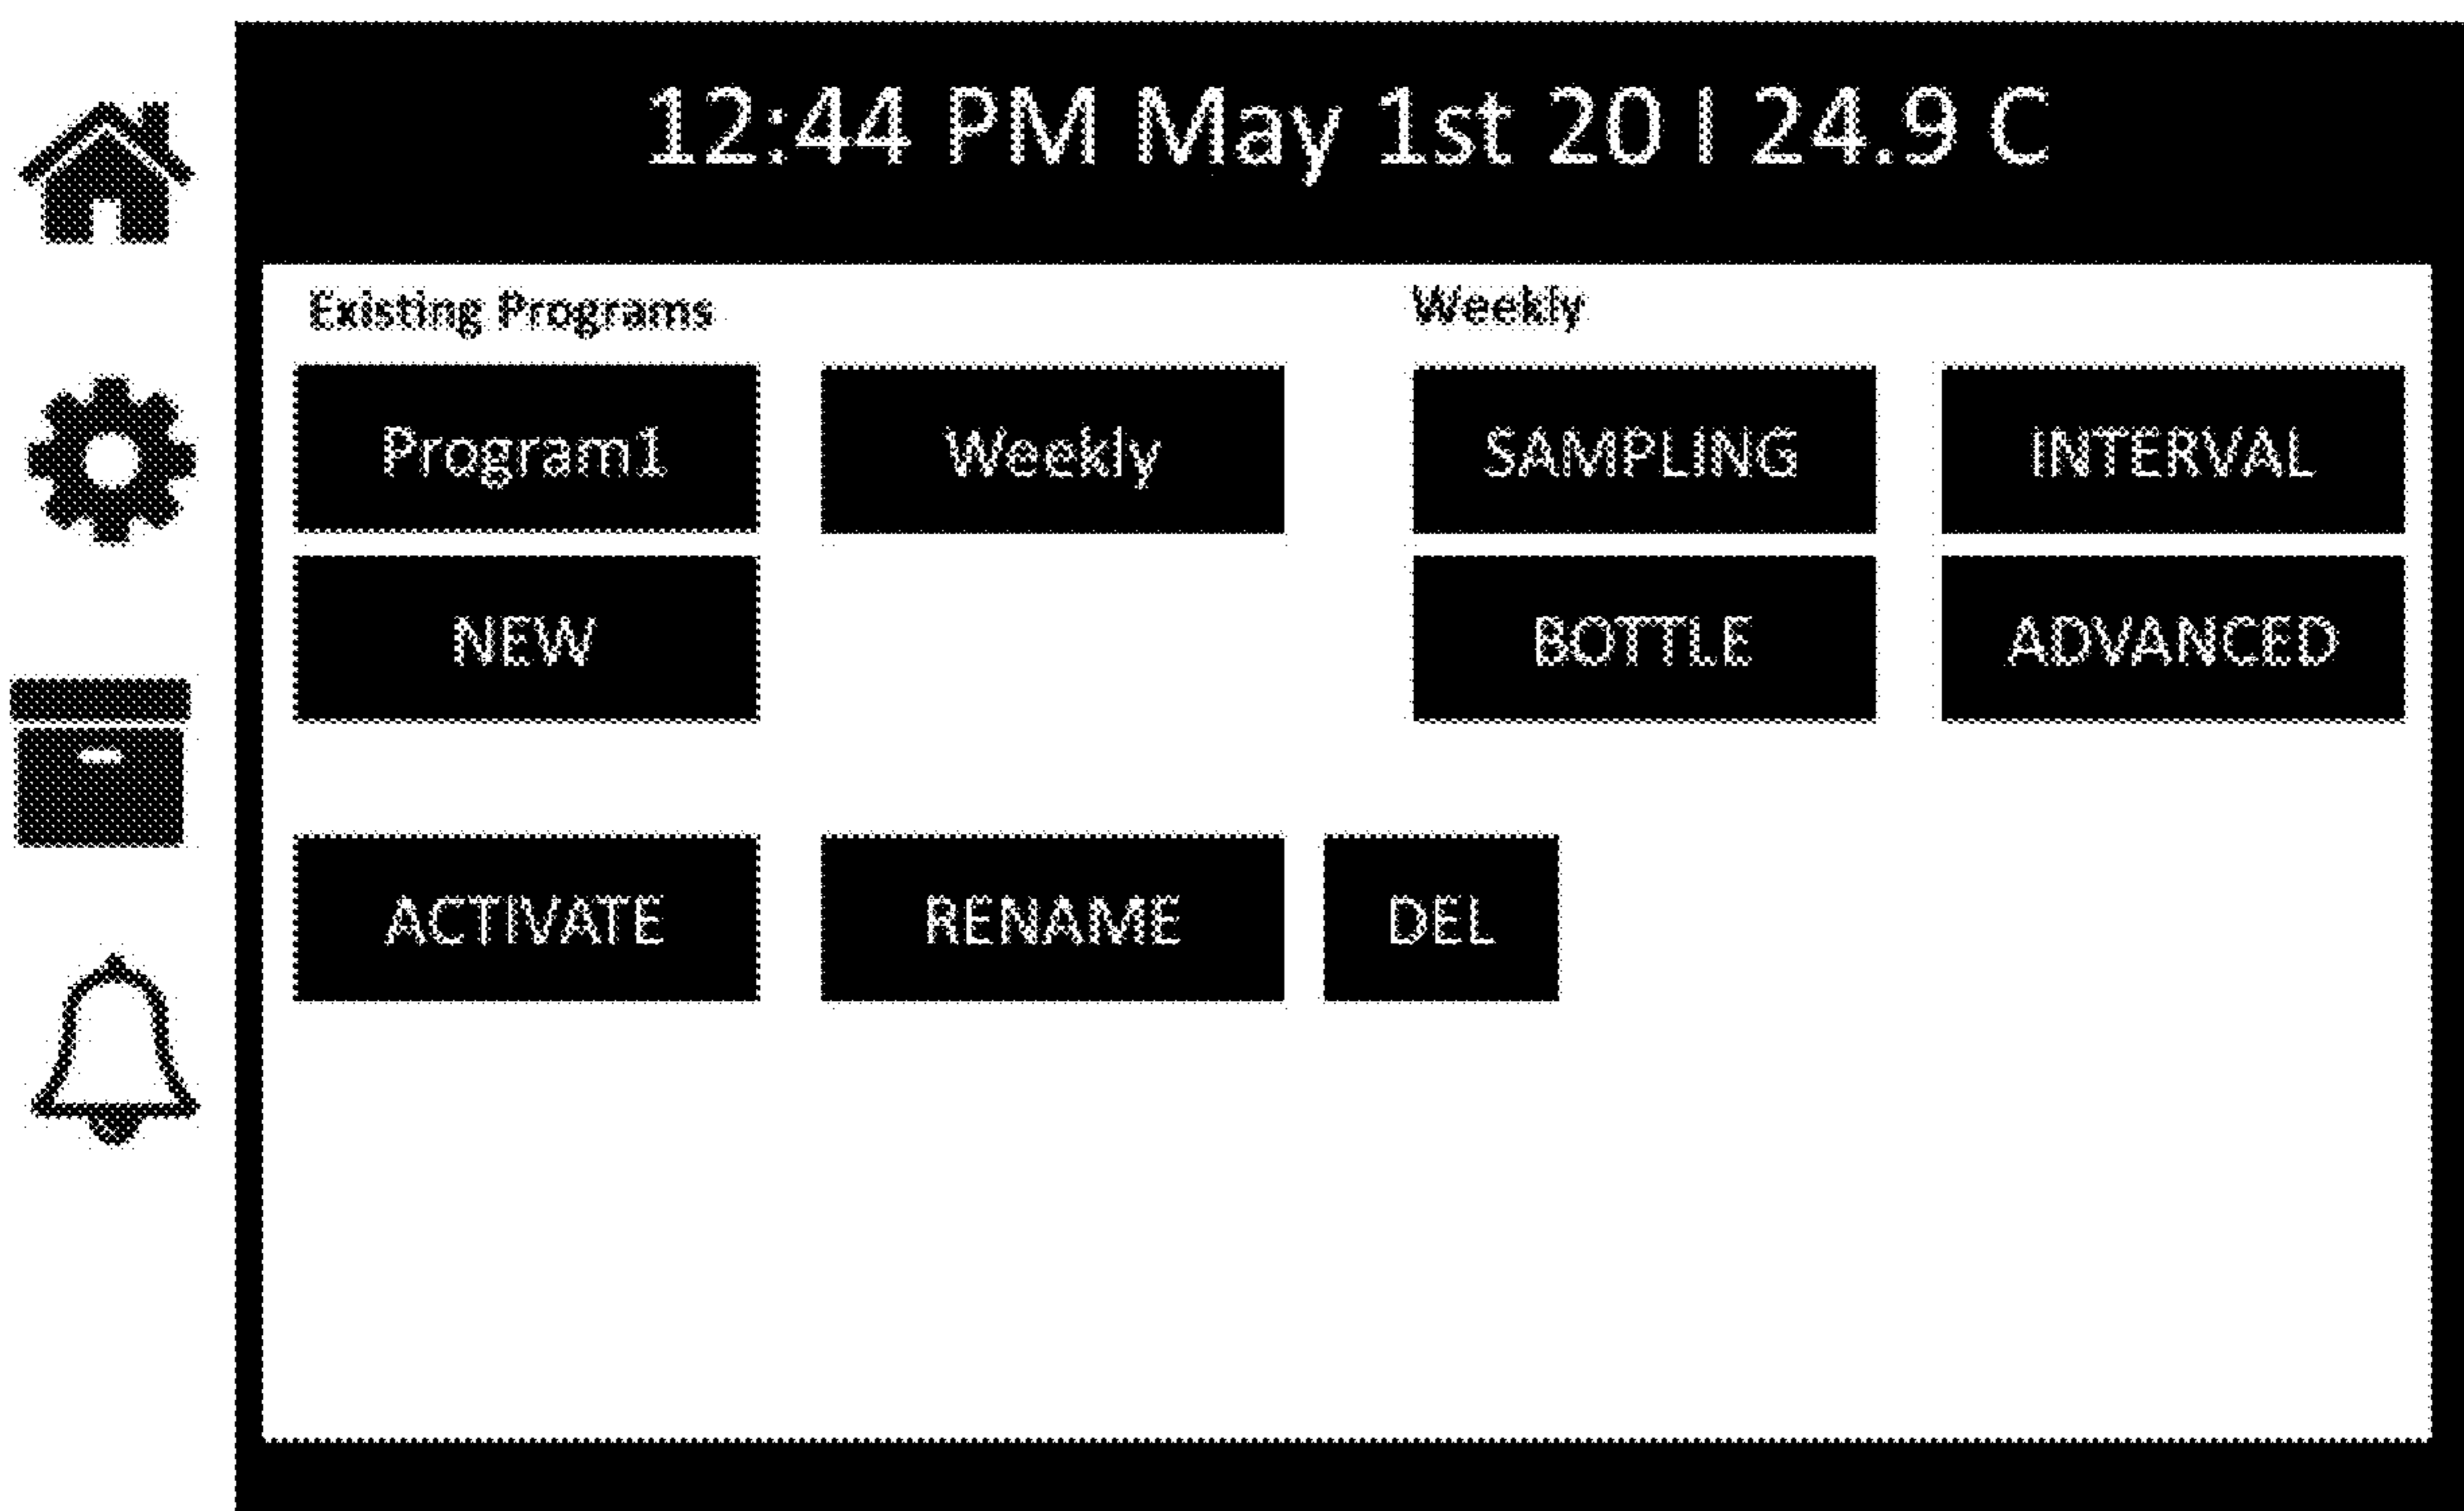 12:44 PM May 1st 20 | 24.9 C
Existing Programs
Weekly
Program1
Weekly
SAMPLING
INTERVAL
NEW
BOTTLE
ADVANCED
ACTIVATE
RENAME
DEL